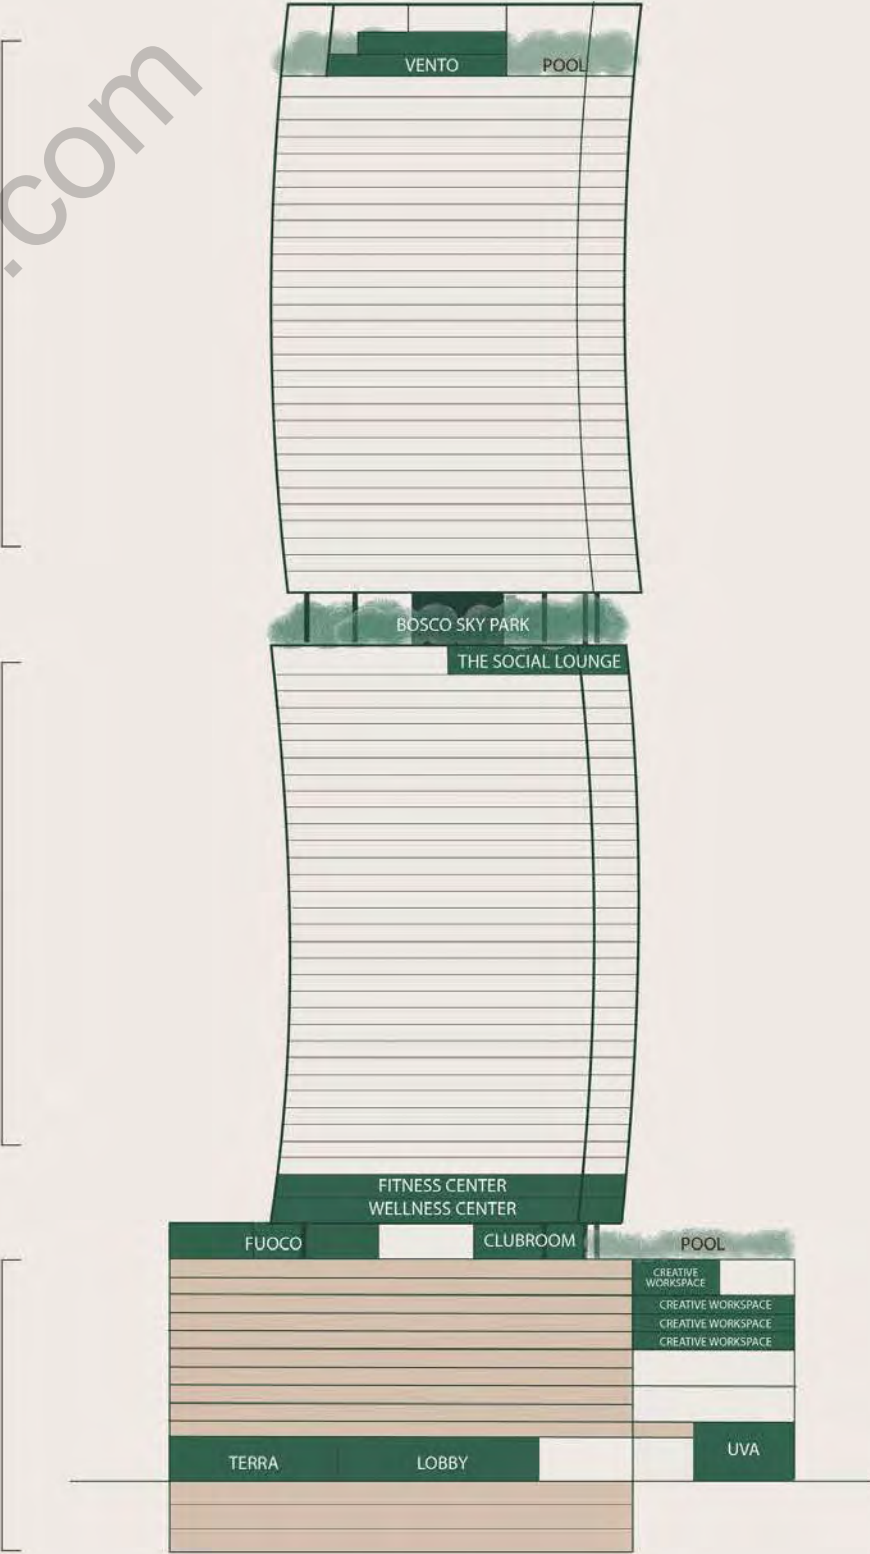 .com
VENTO
POOL
BOSCO SKY PARK
THE SOCIAL LOUNGE
FITNESS CENTER
WELLNESS CENTER
FUOCO
CLUBROOM
POOL
CREATIVE
WORKSPACE
CREATIVE WORKSPACE
CREATIVE WORKSPACE
CREATIVE WORKSPACE
TERRA
LOBBY
UVA